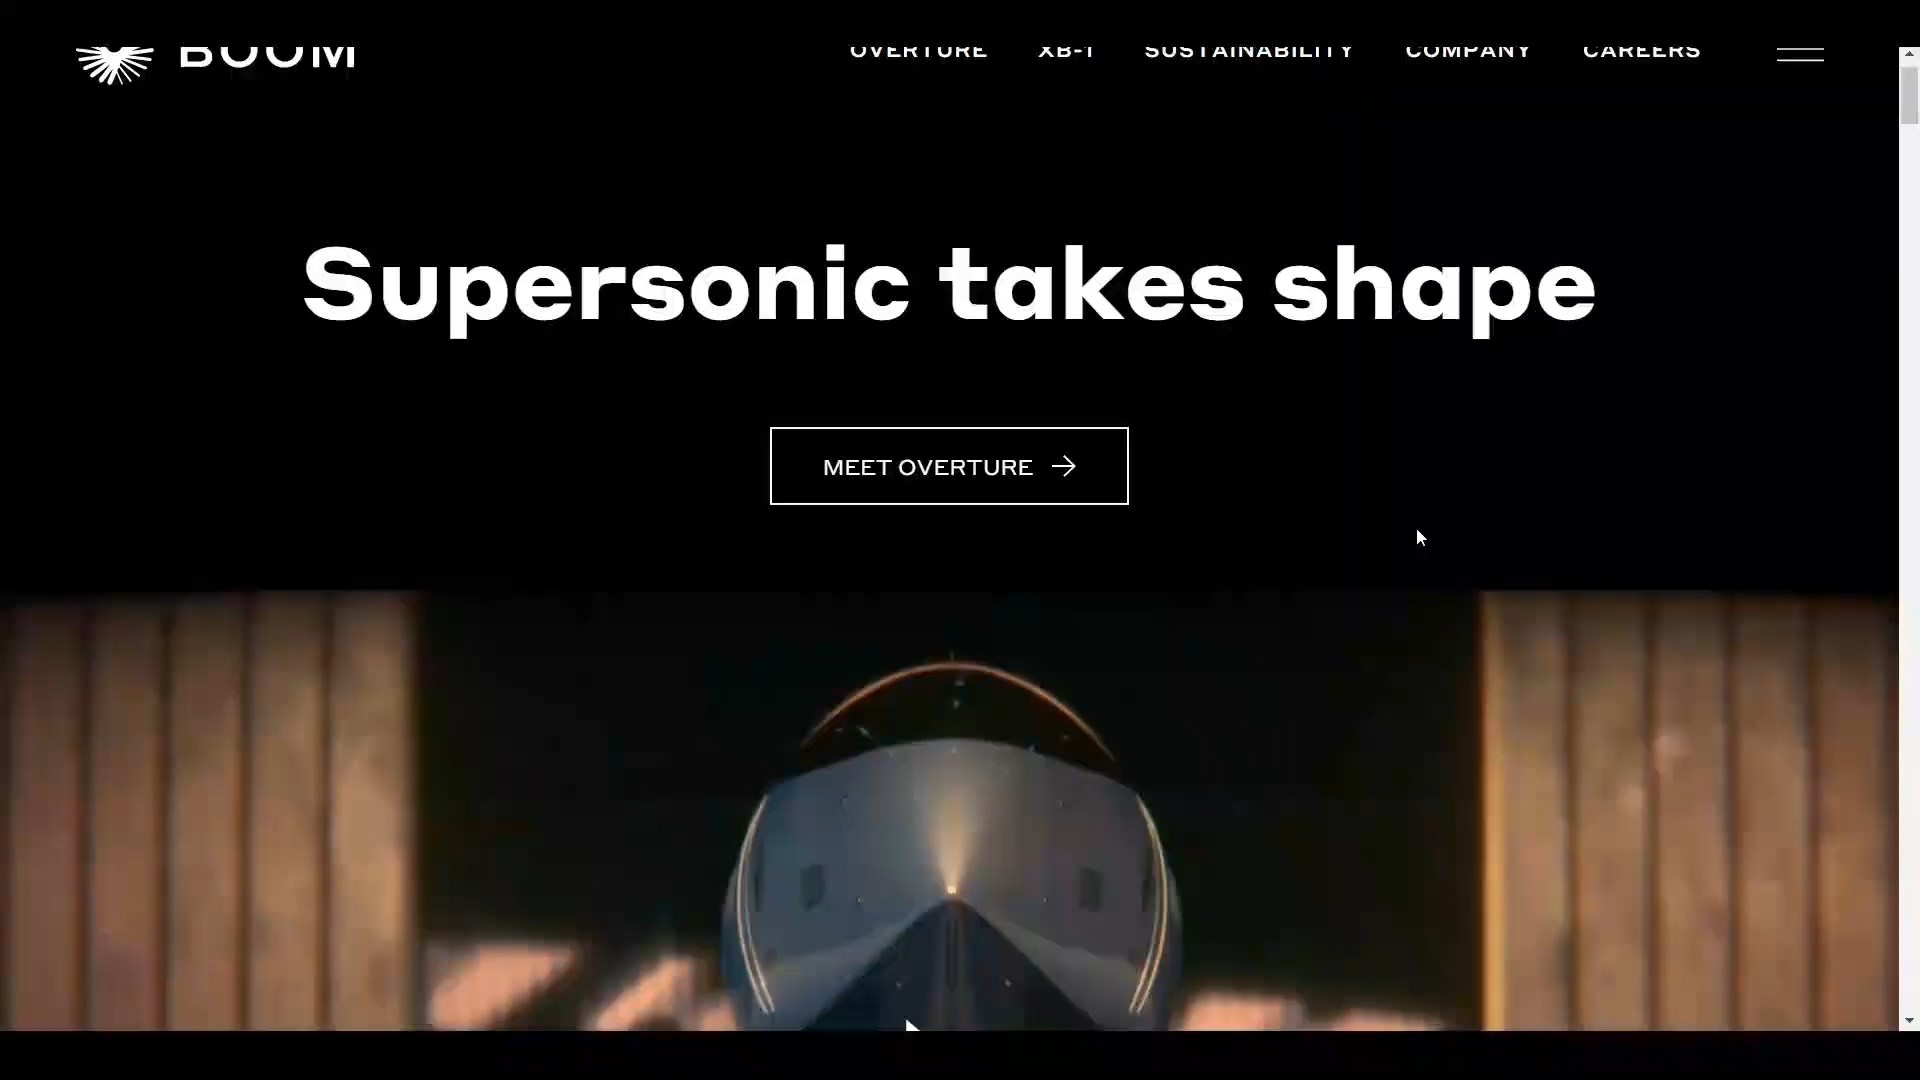 BOOM
OVERTURE XB-1 SUSTAINABILITY COMPANY CAREERS
Supersonic takes shape
MEET OVERTURE